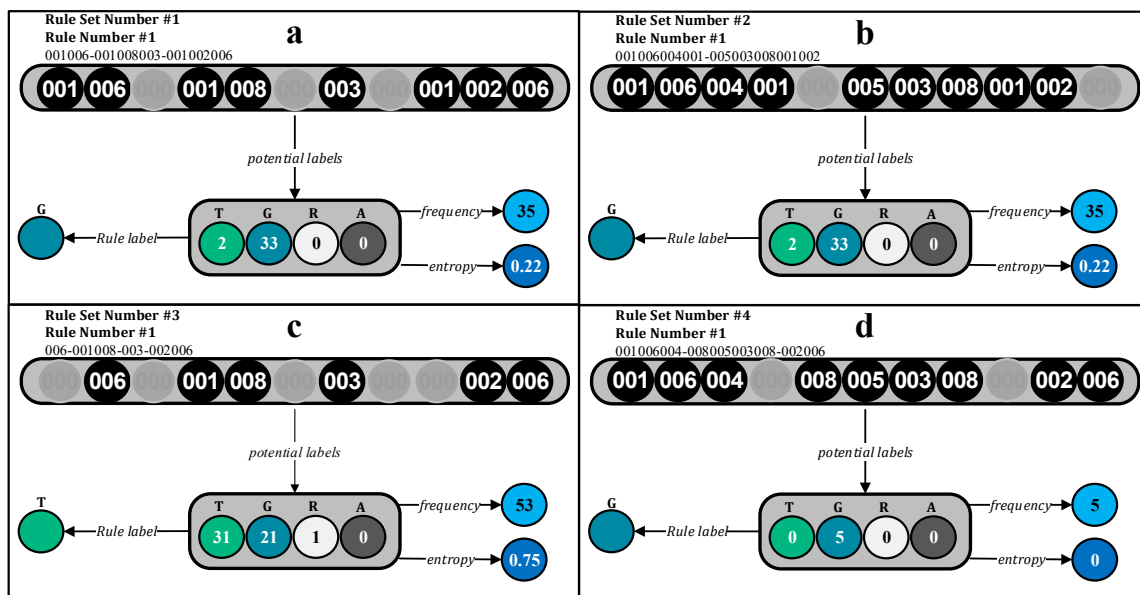 Rule Set Number #1
a
Rule Number #1
001006-001008003-001002006
001 006 000 001 008 000 003 000 001 002 006
potential labels
T G R A
2 33 0 0
G
Rule label
frequency
35
entropy
0.22
Rule Set Number #2
b
Rule Number #1
001006004001-005003008001002
001 006 004 001 000 005 003 008 001 002 000
potential labels
T G R A
2 33 0 0
G
Rule label
frequency
35
entropy
0.22
Rule Set Number #3
c
Rule Number #1
006-001008-003-002006
000 006 000 001 008 000 003 000 000 002 006
potential labels
T G R A
31 21 1 0
T
Rule label
frequency
53
entropy
0.75
Rule Set Number #4
d
Rule Number #1
001006004-008005003008-002006
001 006 004 000 008 005 003 008 000 002 006
potential labels
T G R A
0 5 0 0
G
Rule label
frequency
5
entropy
0